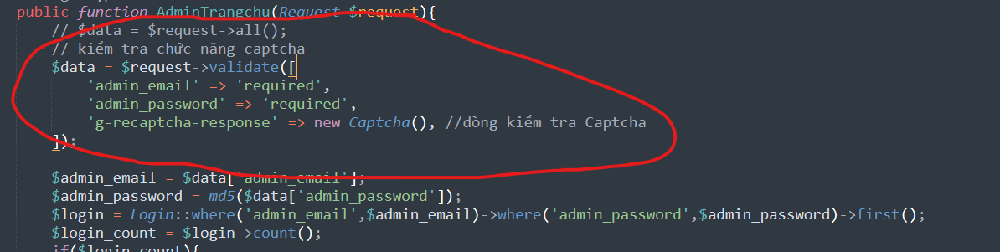 public function AdminTrangchu(Request $request){
// $data = $request->all();
// kiểm tra chức năng captcha
$data = $request->validate([
'admin_email' => 'required',
'admin_password' => 'required',
'g-recaptcha-response' => new Captcha(), //dòng kiểm tra Captcha
]);
$admin_email = $data['admin_email'];
$admin_password = md5($data['admin_password']);
$login = Login::where('admin_email',$admin_email)->where('admin_password',$admin_password)->first();
$login_count = $login->count();
if($login_count){